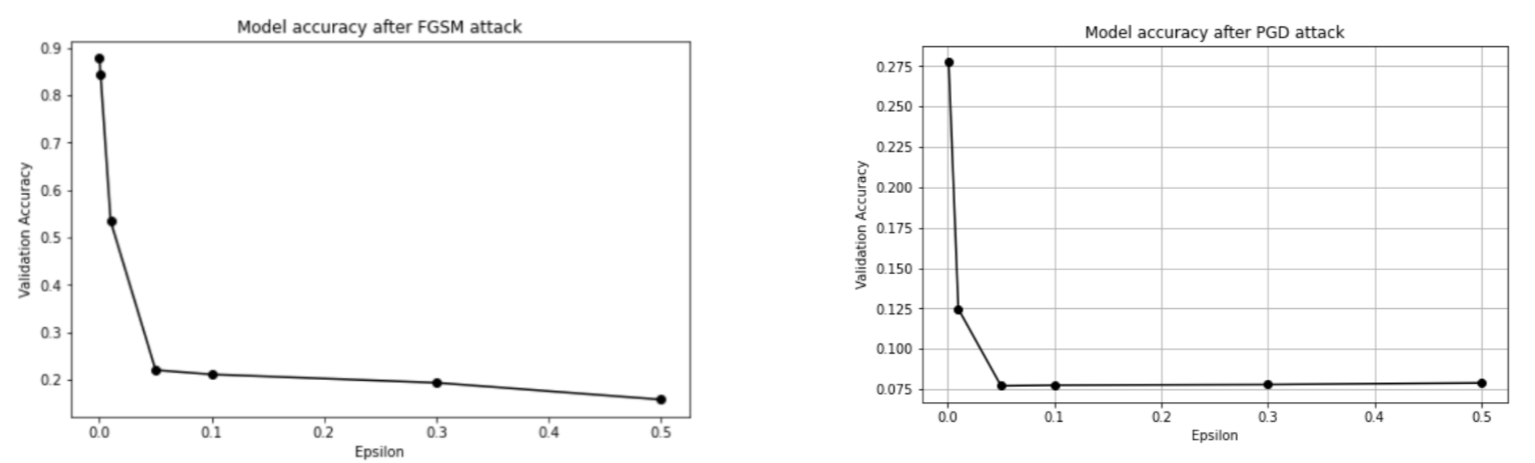 Model accuracy after FGSM attack
0.9
0.8
0.7
0.6
0.5
0.4
0.3
0.2
Validation Accuracy
0.0 0.1 0.2 0.3 0.4 0.5
Epsilon
Model accuracy after PGD attack
0.275
0.250
0.225
0.200
0.175
0.150
0.125
0.100
0.075
Validation Accuracy
0.0 0.1 0.2 0.3 0.4 0.5
Epsilon